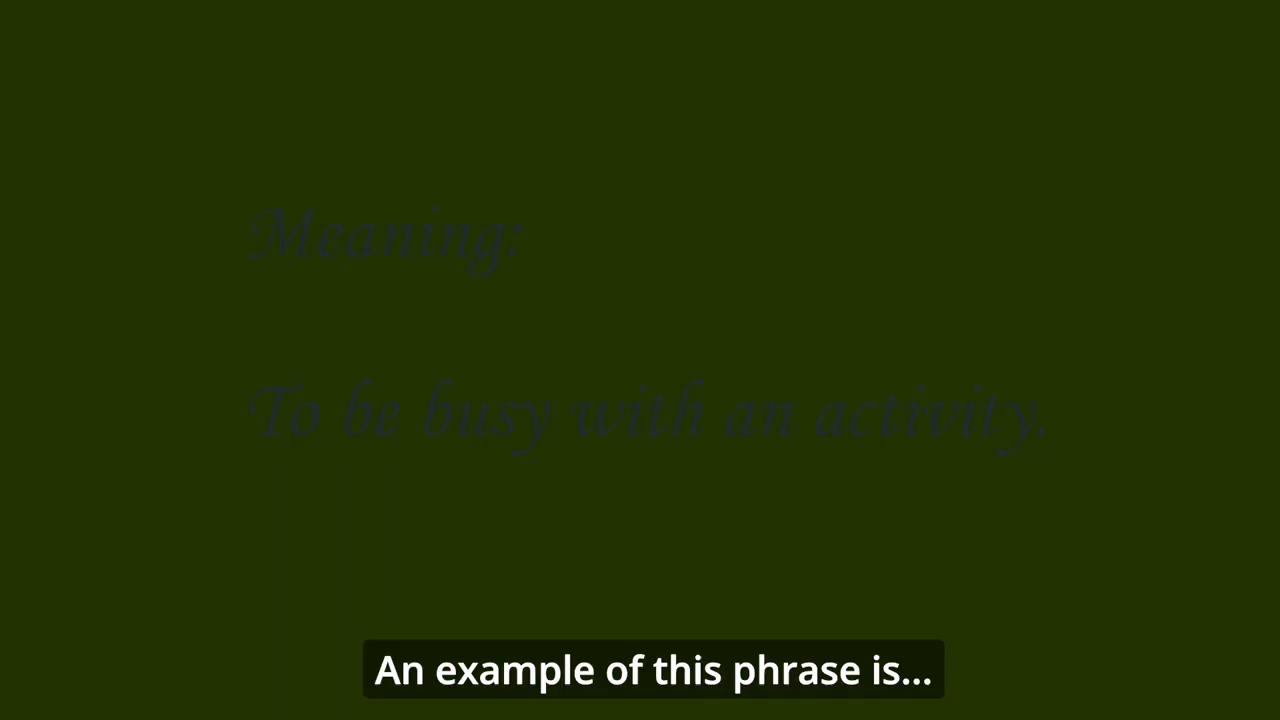 Meaning:
To be busy with an activity.
An example of this phrase is...